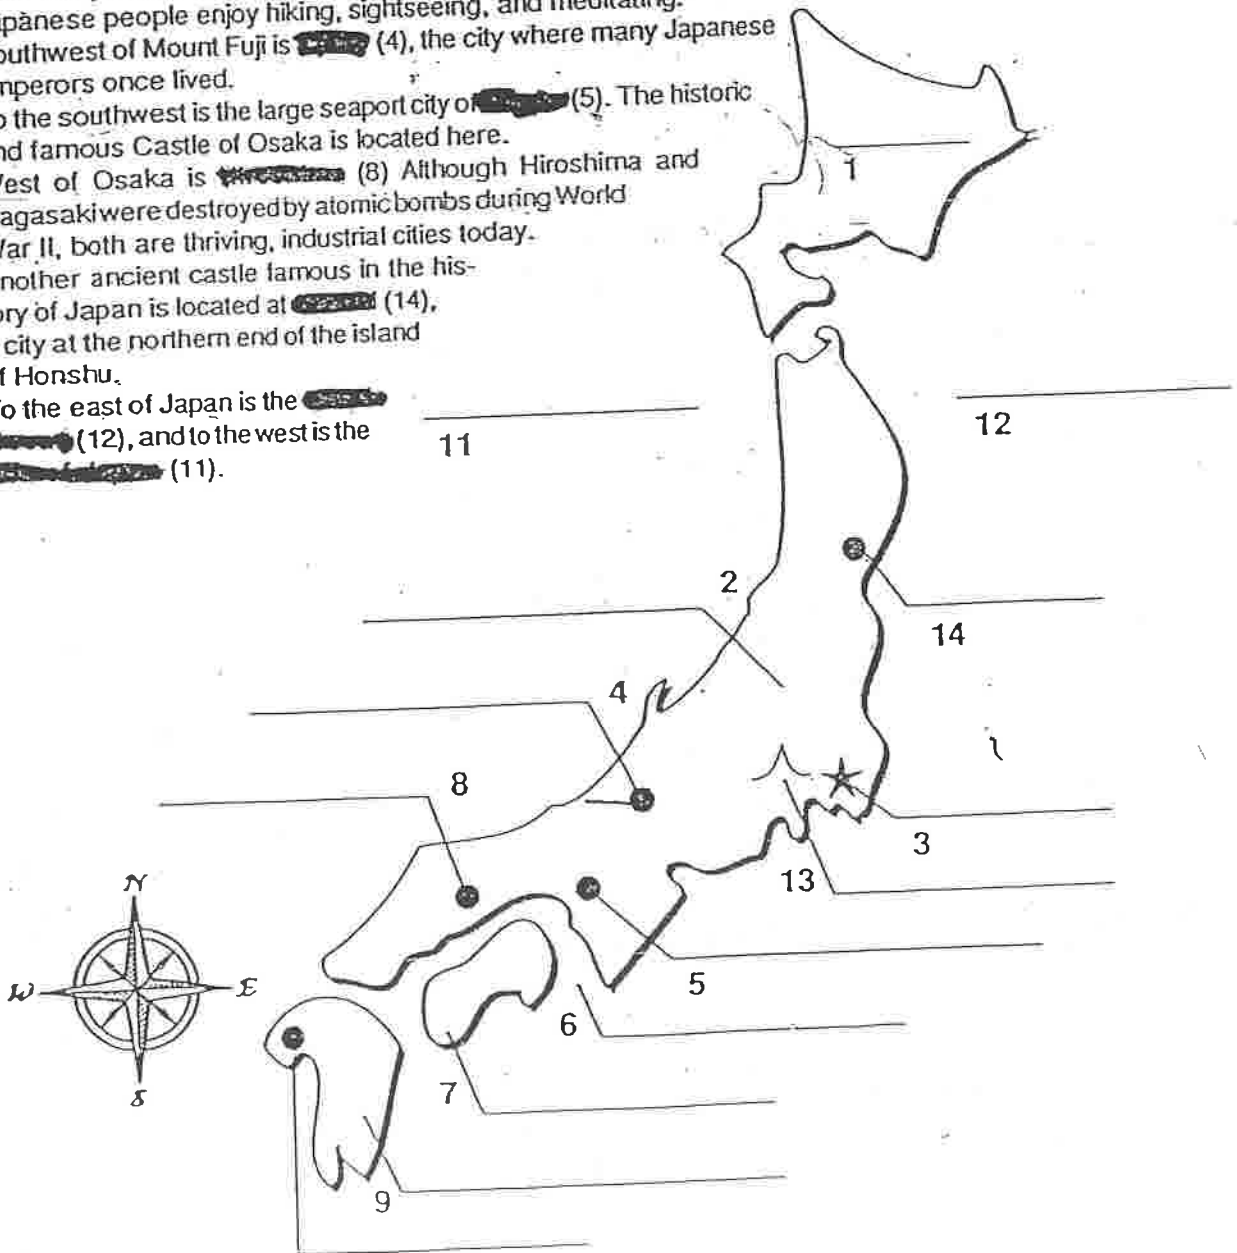 apanese people enjoy hiking, sightseeing, and meditating.
outhwest of Mount Fuji is (4), the city where many Japanese
mperors once lived.
o the southwest is the large seaport city of (5). The historic
nd famous Castle of Osaka is located here.
Vest of Osaka is (8) Although Hiroshima and
agasaki were destroyed by atomic bombs during World
Var II, both are thriving, industrial cities today.
nother ancient castle famous in the his-
ory of Japan is located at (14),
city at the northern end of the island
f Honshu.
o the east of Japan is the
(12), and to the west is the
(11).
1
11
12
2
14
4
8
3
13
5
6
7
9
N
W
E
S